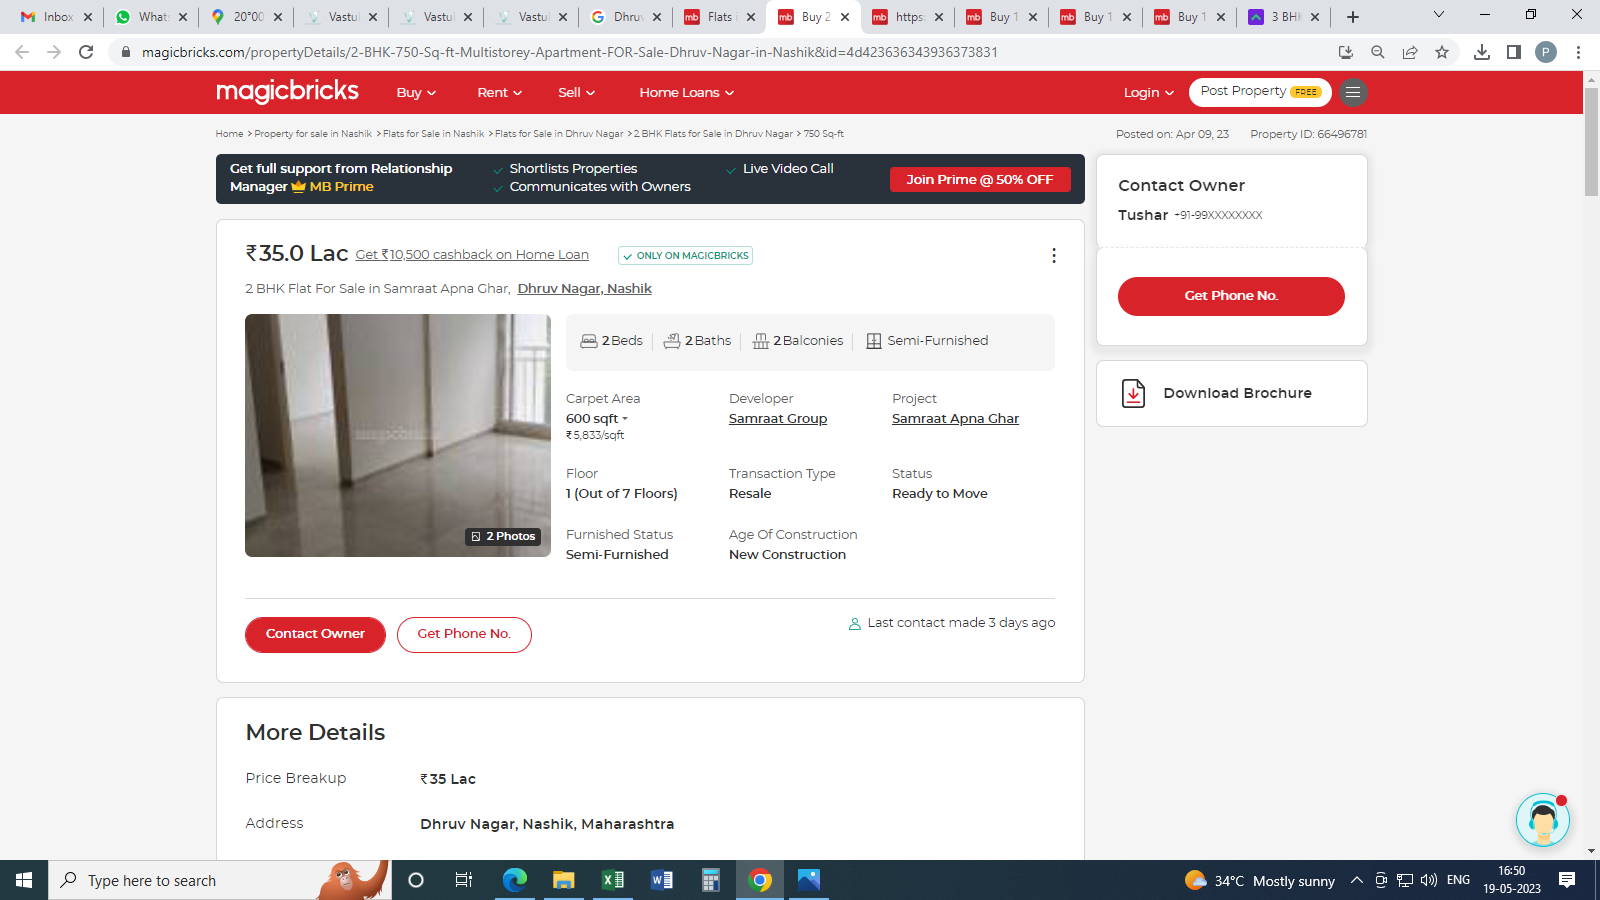 Inbox
Whats
20°00
Vastul
Vastul
Vastul
Dhruv
Flats i
Buy 2
https:
Buy 1
Buy 1
Buy 1
3 BHK
magicbricks.com/propertyDetails/2-BHK-750-Sq-ft-Multistorey-Apartment-FOR-Sale-Dhruv-Nagar-in-Nashik&id=4d423636343936373831
P
magicbricks
Buy
Rent
Sell
Home Loans
Login
Post Property FREE
Home > Property for sale in Nashik > Flats for Sale in Nashik > Flats for Sale in Dhruv Nagar > 2 BHK Flats for Sale in Dhruv Nagar > 750 Sq-ft
Posted on: Apr 09, 23 Property ID: 66496781
Get full support from Relationship
Manager MB Prime
Shortlists Properties
Communicates with Owners
Live Video Call
Join Prime @ 50% OFF
Contact Owner
Tushar +91-99XXXXXXXX
Get Phone No.
Download Brochure
₹35.0 Lac Get ₹10,500 cashback on Home Loan ONLY ON MAGICBRICKS
2 BHK Flat For Sale in Samraat Apna Ghar, Dhruv Nagar, Nashik
2 Photos
2 Beds
2 Baths
2 Balconies
Semi-Furnished
Carpet Area
600 sqft
₹5,833/sqft
Developer
Samraat Group
Project
Samraat Apna Ghar
Floor
1 (Out of 7 Floors)
Transaction Type
Resale
Status
Ready to Move
Furnished Status
Semi-Furnished
Age Of Construction
New Construction
Contact Owner
Get Phone No.
Last contact made 3 days ago
More Details
Price Breakup ₹35 Lac
Address Dhruv Nagar, Nashik, Maharashtra
Type here to search
34°C Mostly sunny
ENG
16:50
19-05-2023